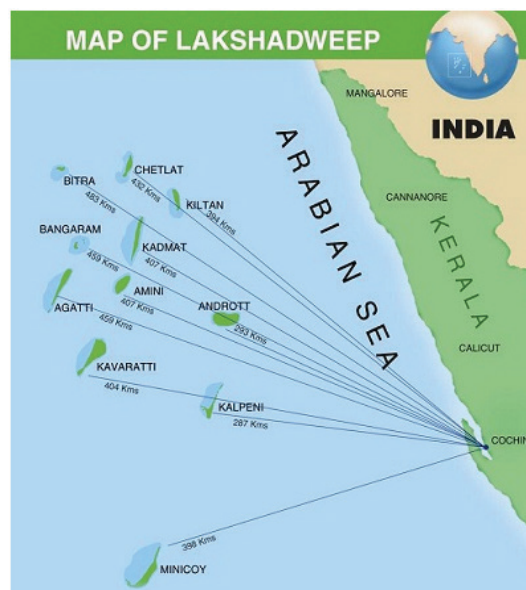 MAP OF LAKSHADWEEP
MANGALORE
INDIA
ARABIAN SEA
CHETLAT
432 Kms
BITRA
483 Kms
KILTAN
394 Kms
CANNANORE
KERALA
BANGARAM
459 Kms
KADMAT
407 Kms
AMINI
407 Kms
AGATTI
459 Kms
ANDROTT
293 Kms
CALICUT
KAVARATTI
404 Kms
KALPENI
287 Kms
COCHIN
398 Kms
MINICOY